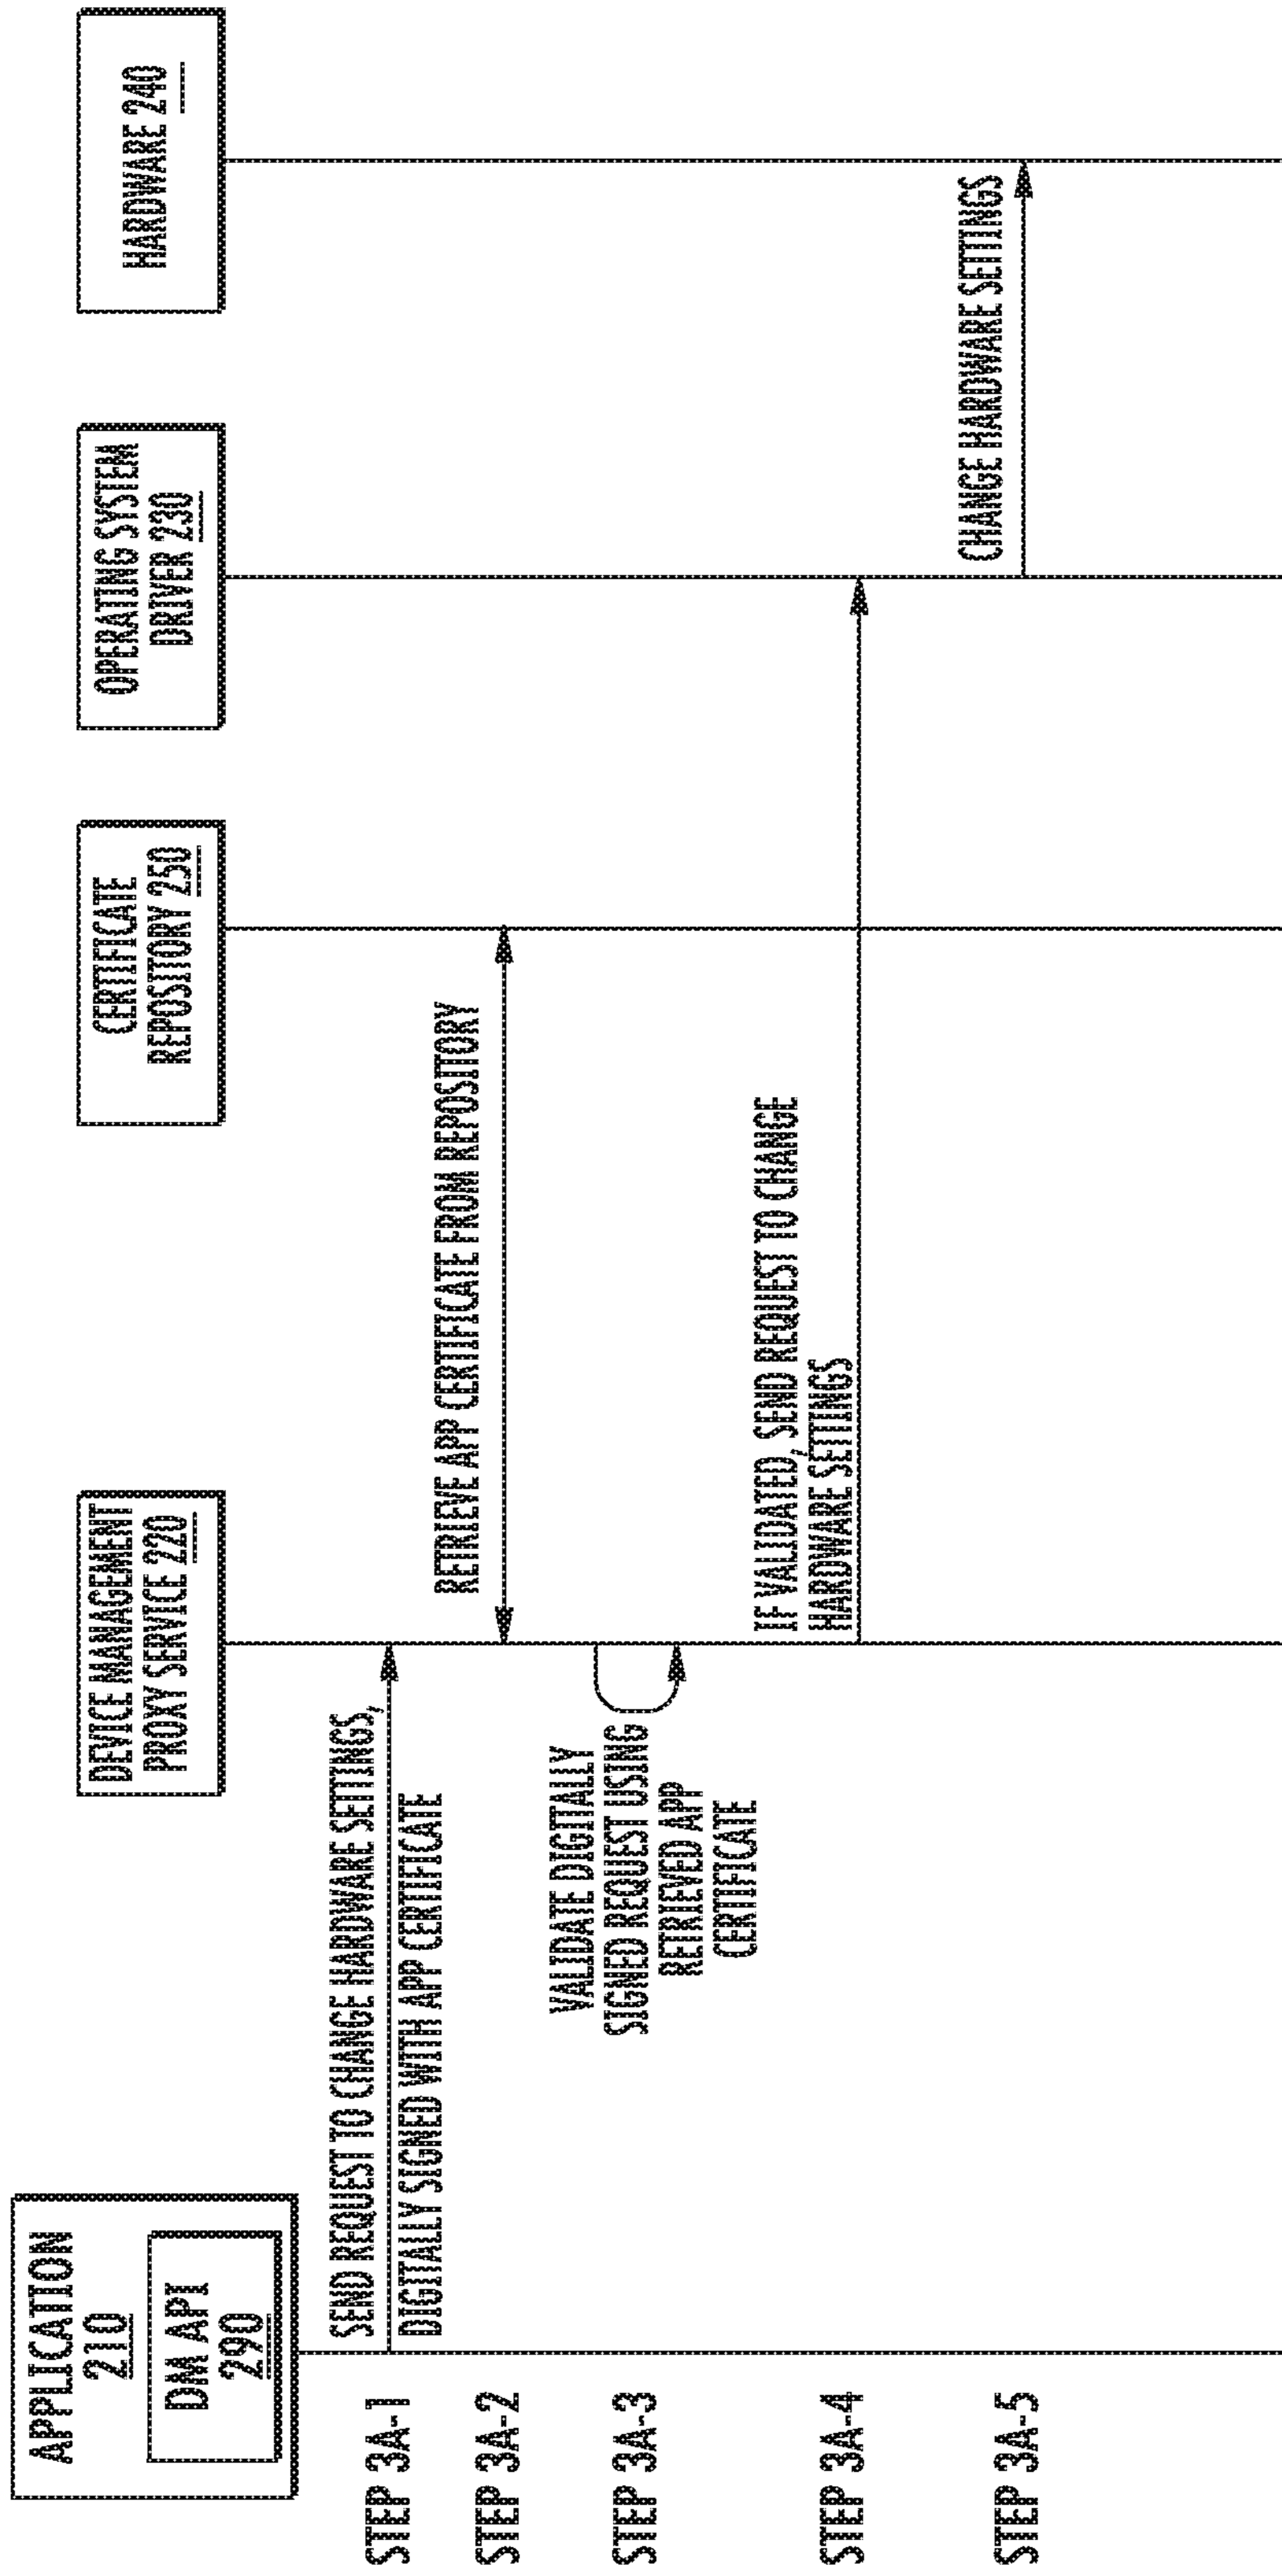 APPLICATION
210
DM API
290
DEVICE MANAGEMENT
PROXY SERVICE 220
CERTIFICATE
REPOSITORY 250
OPERATING SYSTEM
DRIVER 230
HARDWARE 240
STEP 3A-1
SEND REQUEST TO CHANGE HARDWARE SETTINGS,
DIGITALLY SIGNED WITH APP CERTIFICATE
STEP 3A-2
RETRIEVE APP CERTIFICATE FROM REPOSITORY
STEP 3A-3
VALIDATE DIGITALLY
SIGNED REQUEST USING
RETRIEVED APP
CERTIFICATE
STEP 3A-4
IF VALIDATED, SEND REQUEST TO CHANGE
HARDWARE SETTINGS
STEP 3A-5
CHANGE HARDWARE SETTINGS